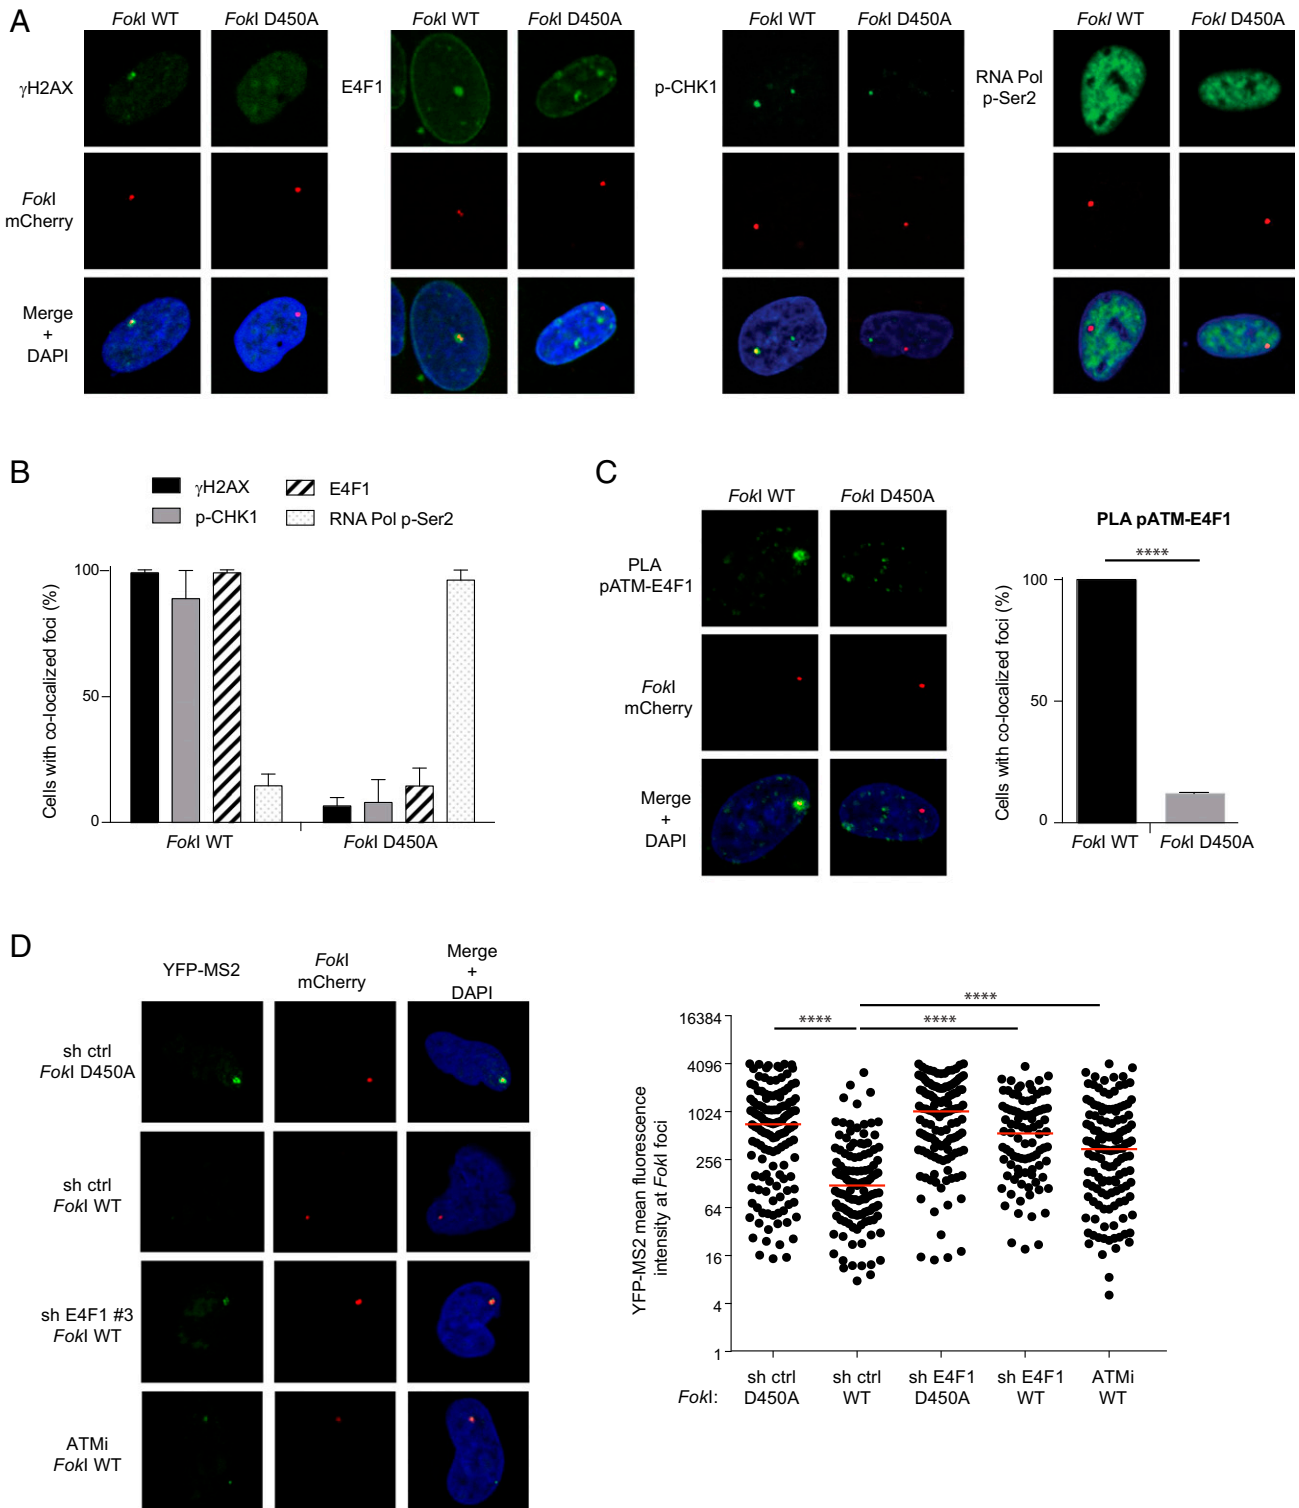 A
FokI WT
FokI D450A
FokI WT
FokI D450A
FokI WT
FokI D450A
FokI WT
FokI D450A
γH2AX
E4F1
p-CHK1
RNA Pol
p-Ser2
FokI
mCherry
Merge
+
DAPI
B
γH2AX
E4F1
p-CHK1
RNA Pol p-Ser2
Cells with co-localized foci (%)
100
50
0
FokI WT
FokI D450A
C
FokI WT
FokI D450A
PLA
pATM-E4F1
FokI
mCherry
Merge
+
DAPI
PLA pATM-E4F1
****
Cells with co-localized foci (%)
100
50
0
FokI WT
FokI D450A
D
YFP-MS2
FokI
mCherry
Merge
+
DAPI
sh ctrl
FokI D450A
sh ctrl
FokI WT
sh E4F1 #3
FokI WT
ATMi
FokI WT
YFP-MS2 mean fluorescence
intensity at FokI foci
****
****
****
16384
4096
1024
256
64
16
4
1
FokI:
sh ctrl
D450A
sh ctrl
WT
sh E4F1
D450A
sh E4F1
WT
ATMi
WT